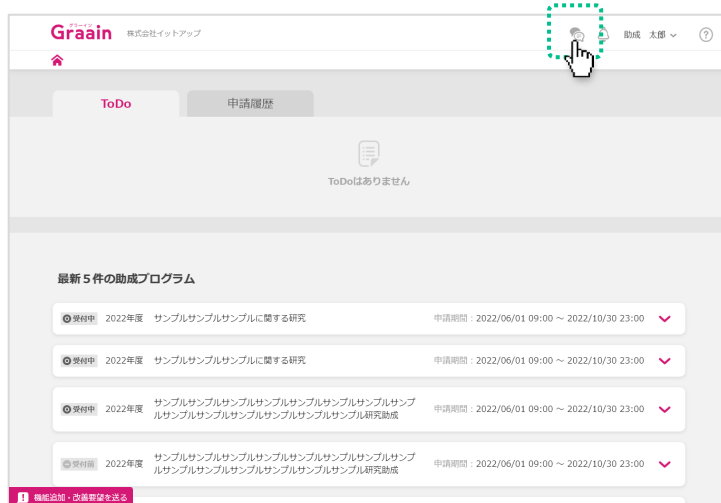 グラーイン
Graain 株式会社イットアップ 助成 太郎 ?
ToDo 申請履歴
ToDoはありません
最新５件の助成プログラム
受付中 2022年度 サンプルサンプルサンプルに関する研究 申請期間：2022/06/01 09:00 ～ 2022/10/30 23:00
受付中 2022年度 サンプルサンプルサンプルに関する研究 申請期間：2022/06/01 09:00 ～ 2022/10/30 23:00
受付中 2022年度 サンプルサンプルサンプルサンプルサンプルサンプルサンプルサンプ
ルサンプルサンプルサンプルサンプルサンプルサンプル研究助成 申請期間：2022/06/01 09:00 ～ 2022/10/30 23:00
受付前 2022年度 サンプルサンプルサンプルサンプルサンプルサンプルサンプルサンプ
ルサンプルサンプルサンプルサンプルサンプルサンプル研究助成 申請期間：2022/06/01 09:00 ～ 2022/10/30 23:00
! 機能追加・改善要望を送る